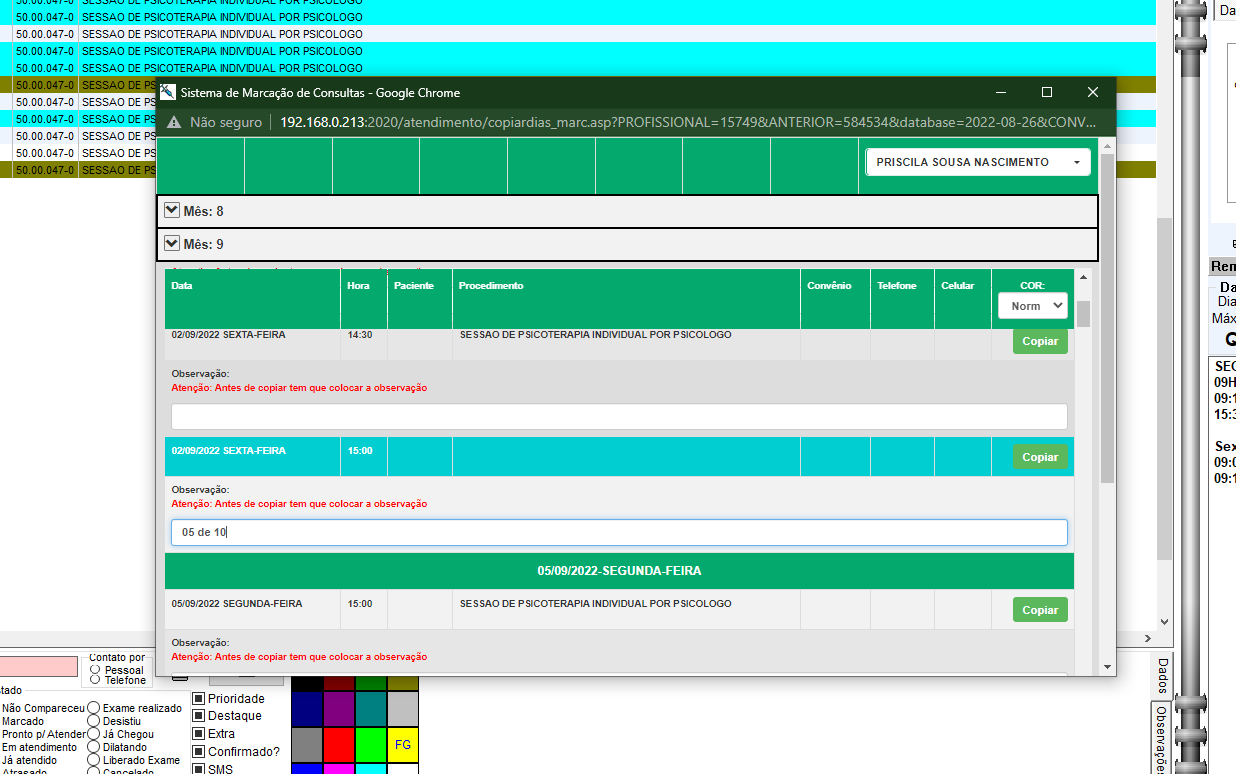 50.00.047-0 SESSAO DE PSICOTERAPIA INDIVIDUAL POR PSICOLOGO
50.00.047-0 SESSAO DE PSICOTERAPIA INDIVIDUAL POR PSICOLOGO
50.00.047-0 SESSAO DE PSICOTERAPIA INDIVIDUAL POR PSICOLOGO
50.00.047-0 SESSAO DE PSICOTERAPIA INDIVIDUAL POR PSICOLOGO
50.00.047-0 SESSAO DE PSICOTERAPIA INDIVIDUAL POR PSICOLOGO
50.00.047-0 SESSAO DE PS
50.00.047-0 SESSAO DE PS
50.00.047-0 SESSAO DE PS
50.00.047-0 SESSAO DE PS
50.00.047-0 SESSAO DE PS
50.00.047-0 SESSAO DE PS
Sistema de Marcação de Consultas - Google Chrome
Não seguro 192.168.0.213:2020/atendimento/copiardias_marc.asp?PROFISSIONAL=15749&ANTERIOR=584534&database=2022-08-26&CONV...
PRISCILA SOUSA NASCIMENTO
Mês: 8
Mês: 9
Data Hora Paciente Procedimento Convênio Telefone Celular COR:
Norm
02/09/2022 SEXTA-FEIRA 14:30 SESSAO DE PSICOTERAPIA INDIVIDUAL POR PSICOLOGO Copiar
Observação:
Atenção: Antes de copiar tem que colocar a observação
02/09/2022 SEXTA-FEIRA 15:00 Copiar
Observação:
Atenção: Antes de copiar tem que colocar a observação
05 de 10
05/09/2022-SEGUNDA-FEIRA
05/09/2022 SEGUNDA-FEIRA 15:00 SESSAO DE PSICOTERAPIA INDIVIDUAL POR PSICOLOGO Copiar
Observação:
Atenção: Antes de copiar tem que colocar a observação
Da
Rem
Da
Dia
Máx
SEG
09H
09:1
15:3
Sex
09:0
09:1
Dados
Observações
Contato por
Pessoal
Telefone
tado
Não Compareceu Exame realizado
Marcado Desistiu
Pronto p/ Atender Já Chegou
Em atendimento Dilatando
Já atendido Liberado Exame
Atrasado Cancelado
Prioridade
Destaque
Extra
Confirmado?
SMS
FG